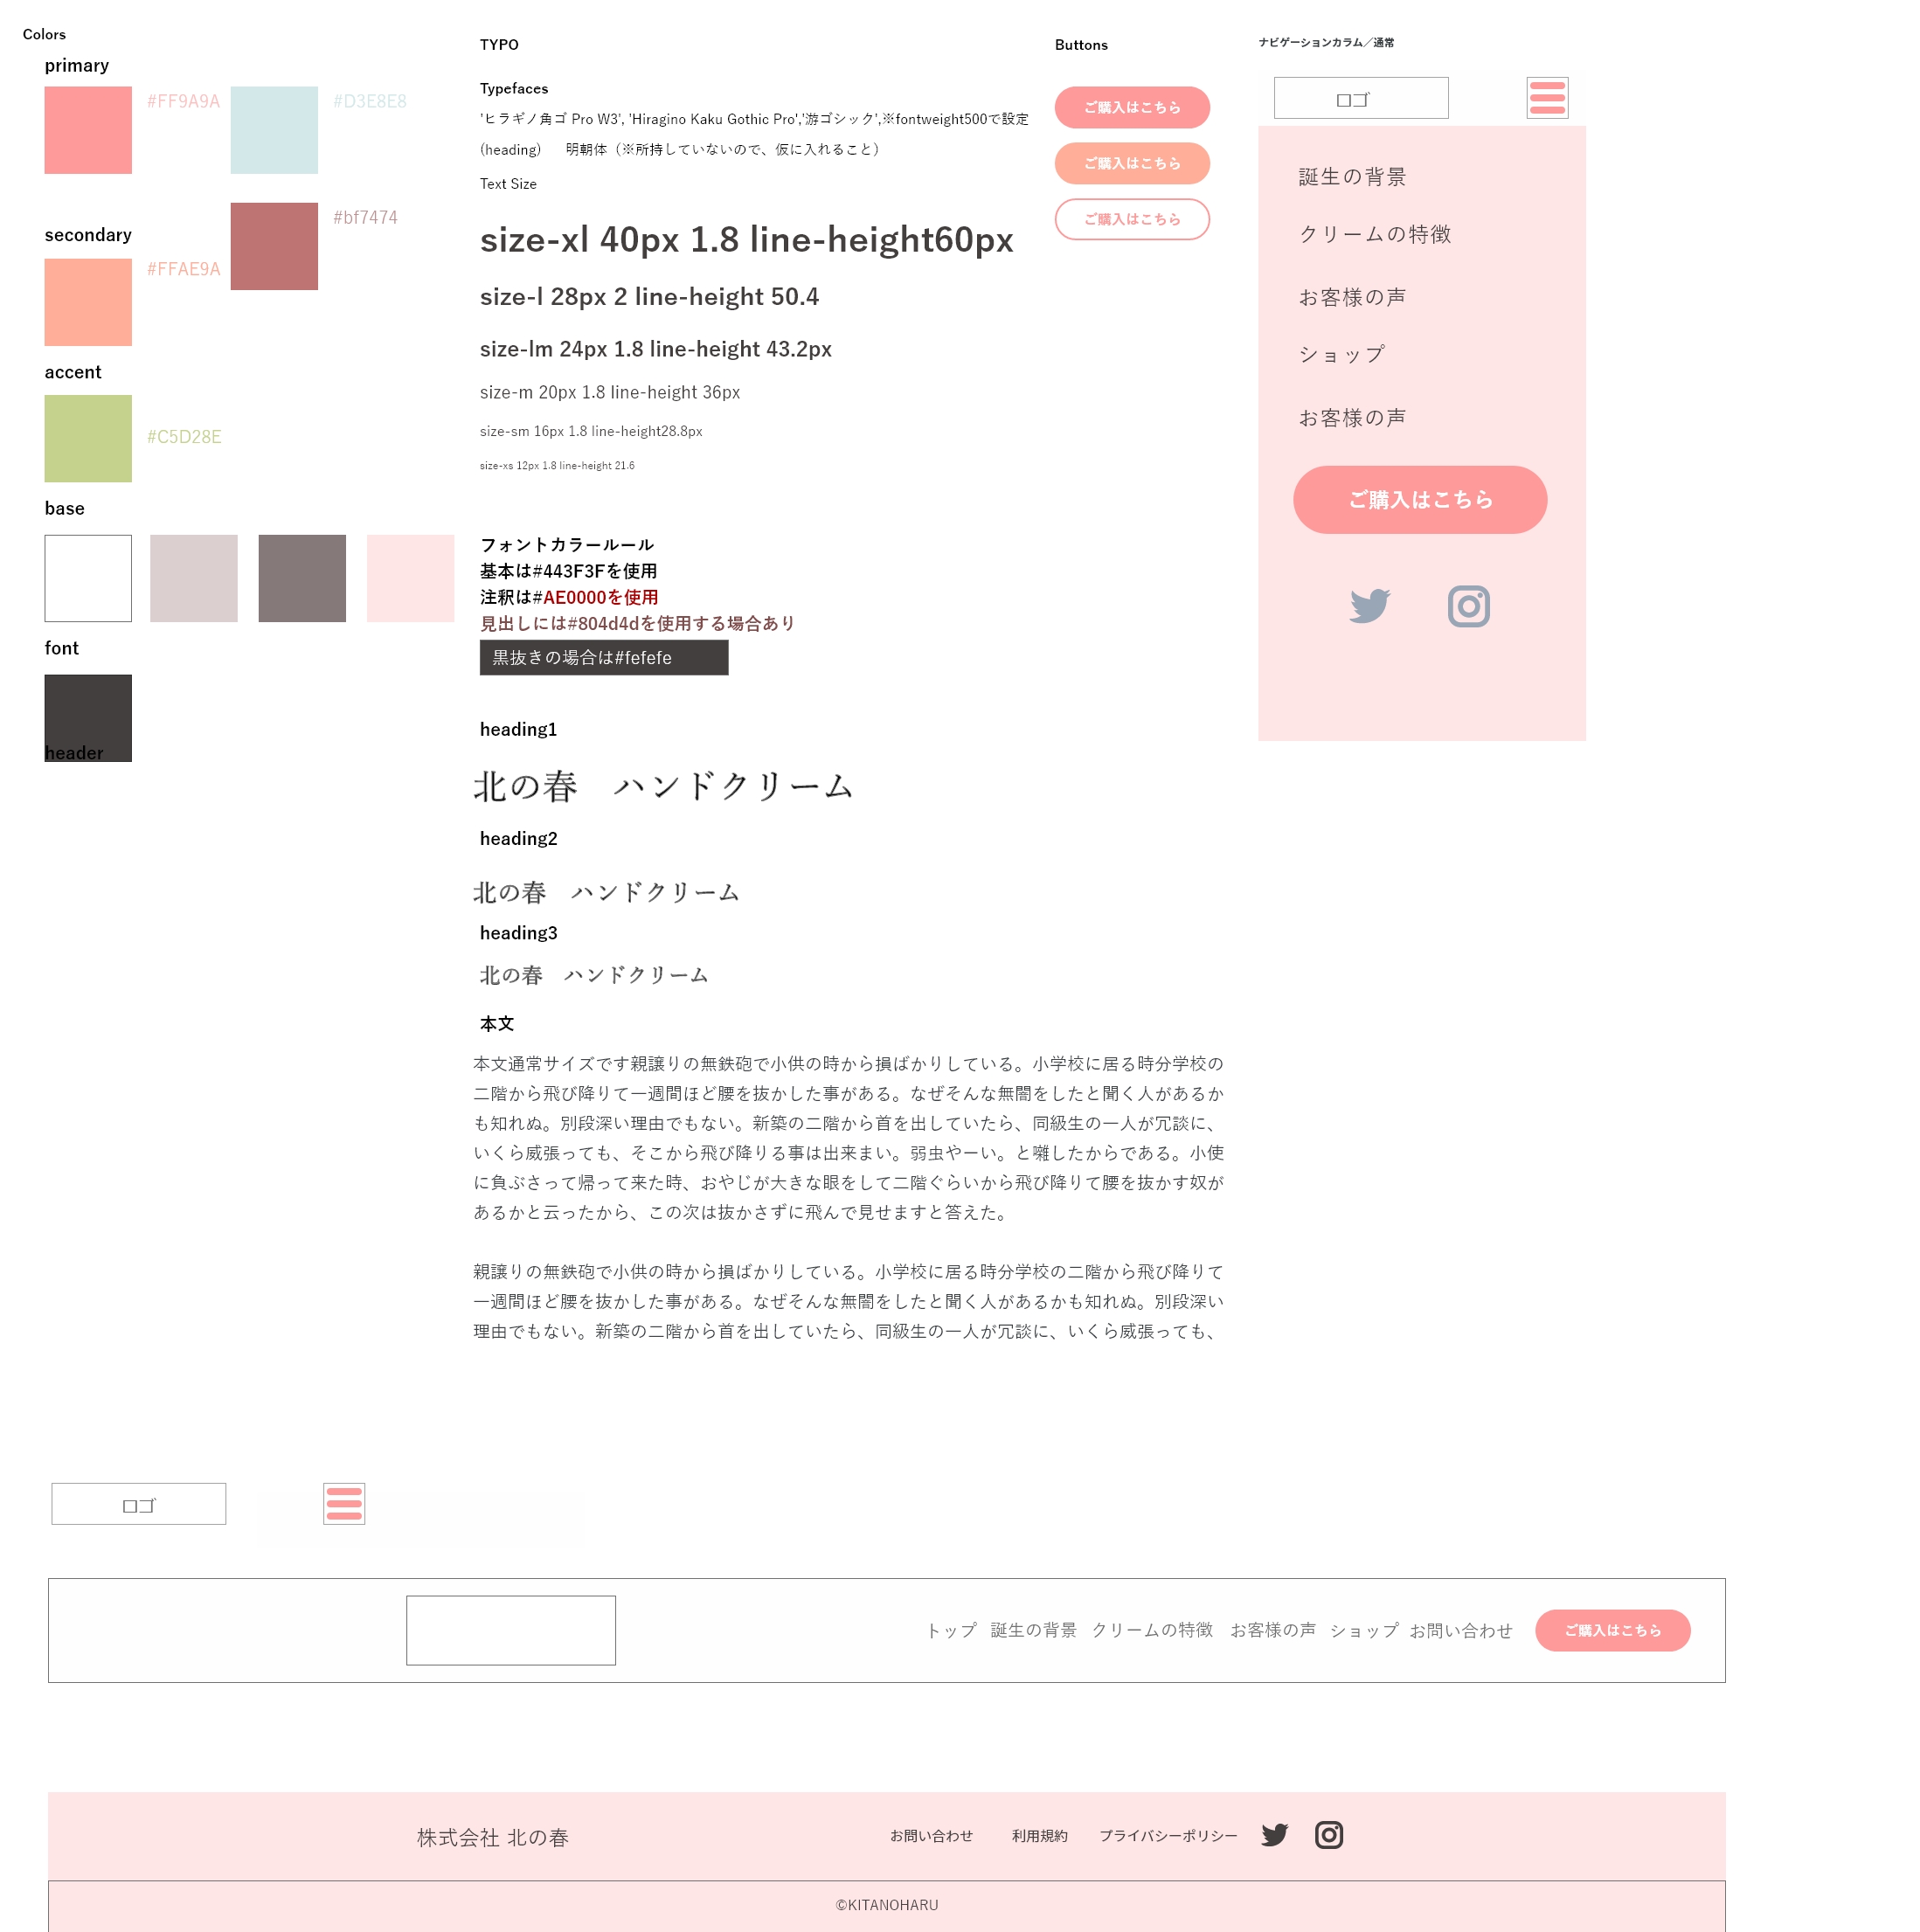 Colors
primary
#FF9A9A
#D3E8E8
#bf7474
secondary
#FFAE9A
accent
#C5D28E
base
font
header
TYPO
Typefaces
'ヒラギノ角ゴ Pro W3', 'Hiragino Kaku Gothic Pro','游ゴシック',※fontweight500で設定
(heading)　明朝体（※所持していないので、仮に入れること）
Text Size
size-xl 40px 1.8 line-height60px
size-l 28px 2 line-height 50.4
size-lm 24px 1.8 line-height 43.2px
size-m 20px 1.8 line-height 36px
size-sm 16px 1.8 line-height28.8px
size-xs 12px 1.8 line-height 21.6
フォントカラールール
基本は#443F3Fを使用
注釈は#AE0000を使用
見出しには#804d4dを使用する場合あり
黒抜きの場合は#fefefe
heading1
北の春　ハンドクリーム
heading2
北の春　ハンドクリーム
heading3
北の春　ハンドクリーム
本文
本文通常サイズです親譲りの無鉄砲で小供の時から損ばかりしている。小学校に居る時分学校の
二階から飛び降りて一週間ほど腰を抜かした事がある。なぜそんな無闇をしたと聞く人があるか
も知れぬ。別段深い理由でもない。新築の二階から首を出していたら、同級生の一人が冗談に、
いくら威張っても、そこから飛び降りる事は出来まい。弱虫やーい。と囃したからである。小使
に負ぶさって帰って来た時、おやじが大きな眼をして二階ぐらいから飛び降りて腰を抜かす奴が
あるかと云ったから、この次は抜かさずに飛んで見せますと答えた。
親譲りの無鉄砲で小供の時から損ばかりしている。小学校に居る時分学校の二階から飛び降りて
一週間ほど腰を抜かした事がある。なぜそんな無闇をしたと聞く人があるかも知れぬ。別段深い
理由でもない。新築の二階から首を出していたら、同級生の一人が冗談に、いくら威張っても、
Buttons
ご購入はこちら
ご購入はこちら
ご購入はこちら
ナビゲーションカラム／通常
ロゴ
誕生の背景
クリームの特徴
お客様の声
ショップ
お客様の声
ご購入はこちら
ロゴ
トップ 誕生の背景 クリームの特徴 お客様の声 ショップ お問い合わせ ご購入はこちら
株式会社 北の春 お問い合わせ 利用規約 プライバシーポリシー
©KITANOHARU